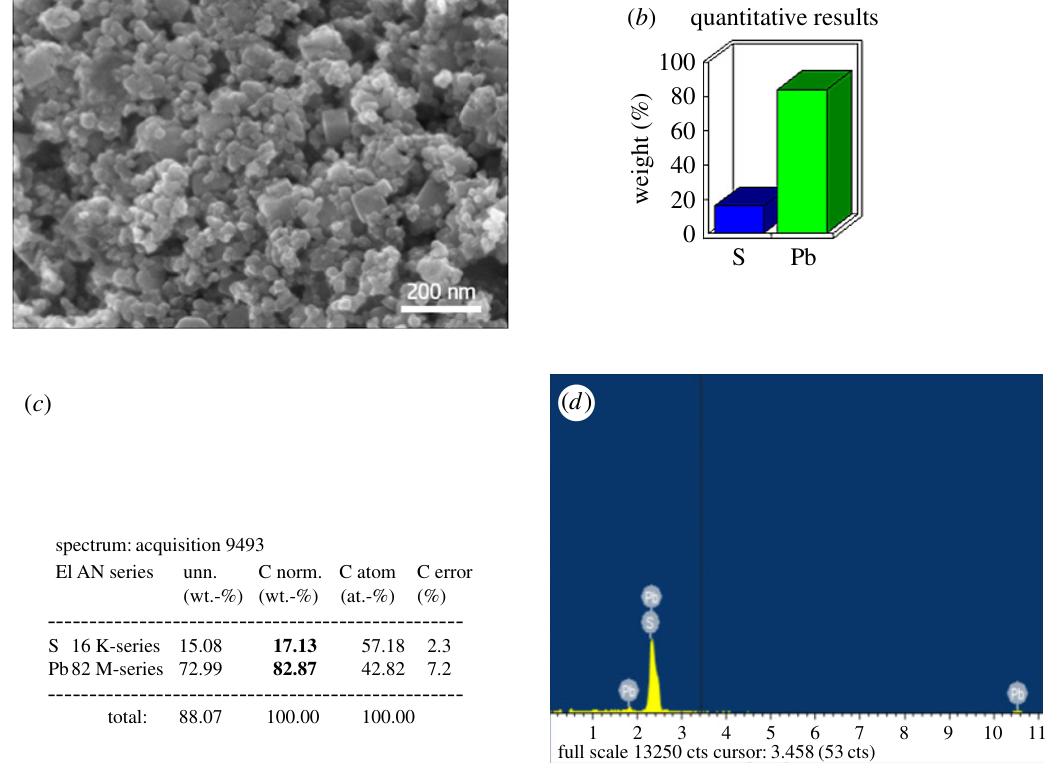 200 nm
(b) quantitative results
weight (%)
100
80
60
40
20
0
S Pb
(c)
spectrum: acquisition 9493
El AN series unn. C norm. C atom C error
(wt.-%) (wt.-%) (at.-%) (%)
S 16 K-series 15.08 17.13 57.18 2.3
Pb 82 M-series 72.99 82.87 42.82 7.2
total: 88.07 100.00 100.00
(d)
Pb
S
Pb
Pb
1 2 3 4 5 6 7 8 9 10 11
full scale 13250 cts cursor: 3.458 (53 cts)